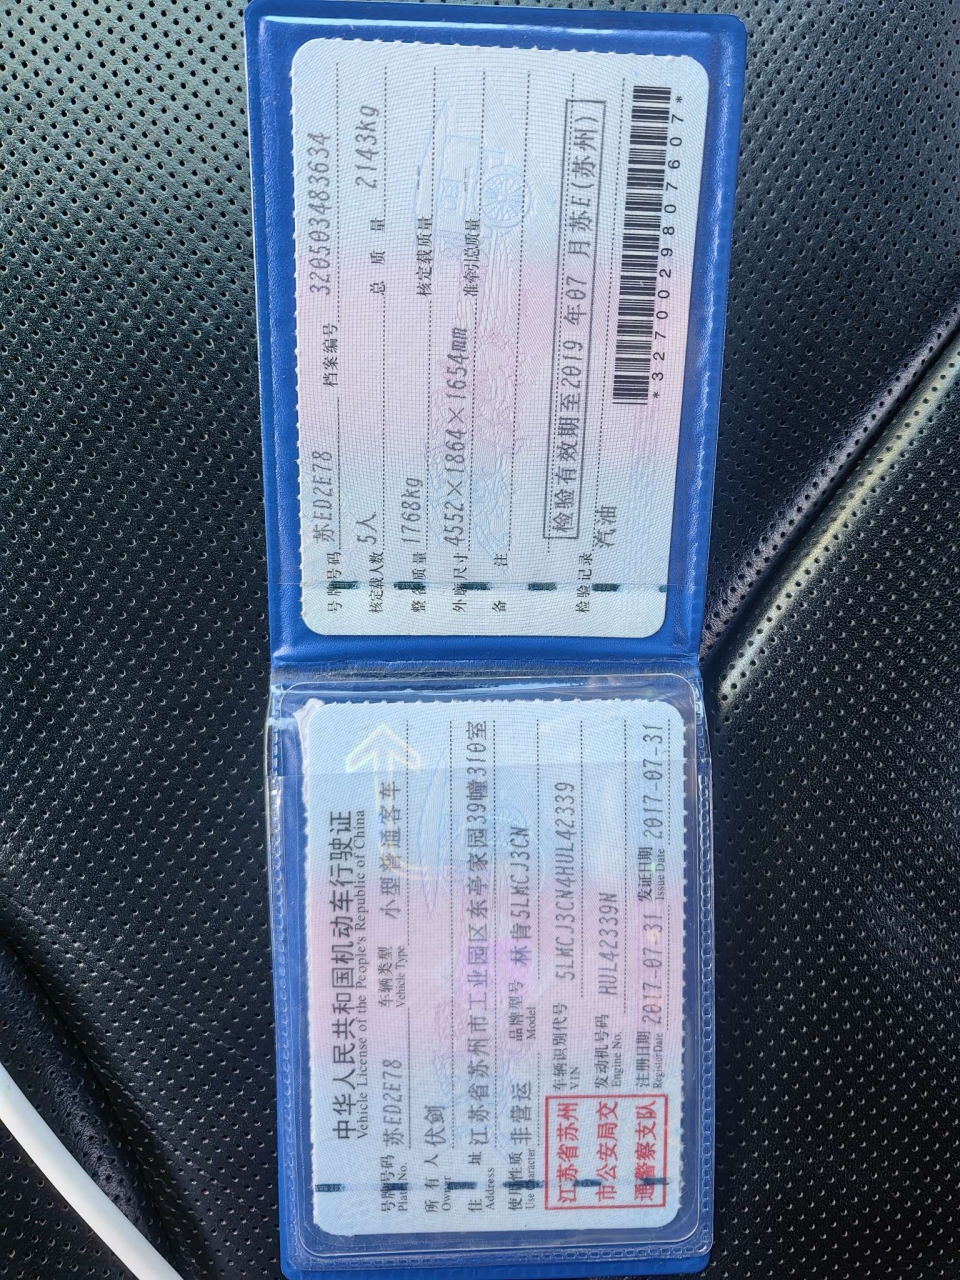 中华人民共和国机动车行驶证
Vehicle License of the People's Republic of China
号牌号码 苏ED2E78 车辆类型 小型普通客车
Plate No. Vehicle Type
所有人 伏剑
Owner
住址 江苏省苏州市工业园区东亭家园39幢310室
Address
使用性质 非营运 品牌型号 林肯5LMCJ3CN
Use Character Model
江苏省苏州
市公安局交
通警察支队
车辆识别代号 5LMCJ3CN4HUL42339
VIN
发动机号码 HUL42339N
Engine No.
注册日期 2017-07-31 发证日期 2017-07-31
Register Date Issue Date
号牌号码 苏ED2E78 档案编号 320503483634
核定载人数 5人 总质量 2143kg
整备质量 1768kg 核定载质量
外廓尺寸 4552×1864×1654mm 准牵引总质量
备注
检验有效期至2019年07月苏E(苏州)
检验记录 汽油
*3270029807607*